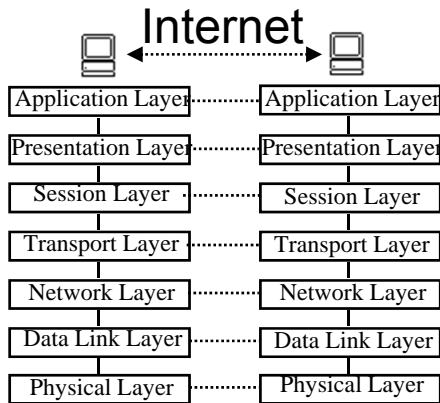 Internet
Application Layer Application Layer
Presentation Layer Presentation Layer
Session Layer Session Layer
Transport Layer Transport Layer
Network Layer Network Layer
Data Link Layer Data Link Layer
Physical Layer Physical Layer